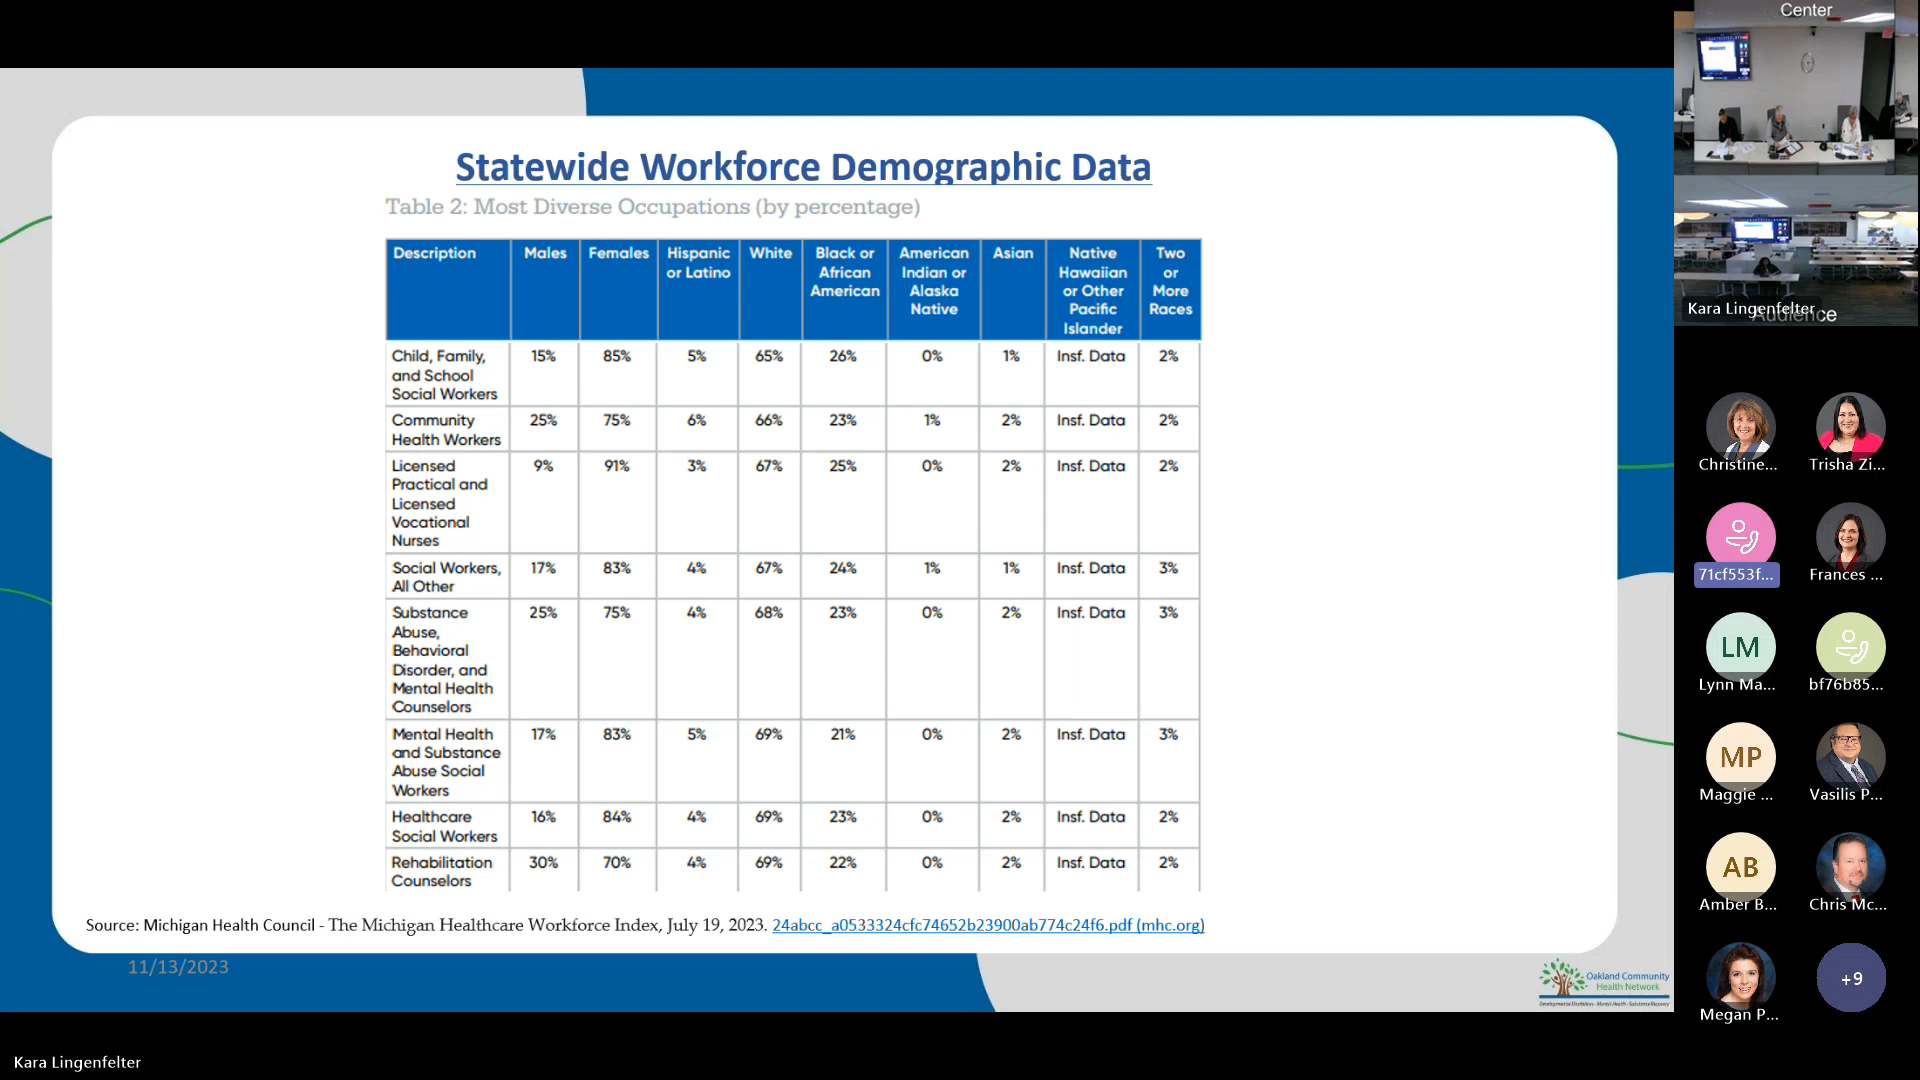 Center
Statewide Workforce Demographic Data
Table 2: Most Diverse Occupations (by percentage)
Description Males Females Hispanic or Latino White Black or African American American Indian or Alaska Native Asian Native Hawaiian or Other Pacific Islander Two or More Races
Child, Family, and School Social Workers 15% 85% 5% 65% 26% 0% 1% Insf. Data 2%
Community Health Workers 25% 75% 6% 66% 23% 1% 2% Insf. Data 2%
Licensed Practical and Licensed Vocational Nurses 9% 91% 3% 67% 25% 0% 2% Insf. Data 2%
Social Workers, All Other 17% 83% 4% 67% 24% 1% 1% Insf. Data 3%
Substance Abuse, Behavioral Disorder, and Mental Health Counselors 25% 75% 4% 68% 23% 0% 2% Insf. Data 3%
Mental Health and Substance Abuse Social Workers 17% 83% 5% 69% 21% 0% 2% Insf. Data 3%
Healthcare Social Workers 16% 84% 4% 69% 23% 0% 2% Insf. Data 2%
Rehabilitation Counselors 30% 70% 4% 69% 22% 0% 2% Insf. Data 2%
Source: Michigan Health Council - The Michigan Healthcare Workforce Index, July 19, 2023. 24abcc_a0533324cfc74652b23900ab774c24f6.pdf (mhc.org)
11/13/2023
Oakland Community
Health Network
Developmental Disabilities - Mental Health - Substance Recovery
Kara Lingenfelter
Audience
Christine...
Trisha Zi...
71cf553f...
Frances ...
LM
Lynn Ma...
bf76b85...
MP
Maggie ...
Vasilis P...
AB
Amber B...
Chris Mc...
Megan P...
+9
Kara Lingenfelter